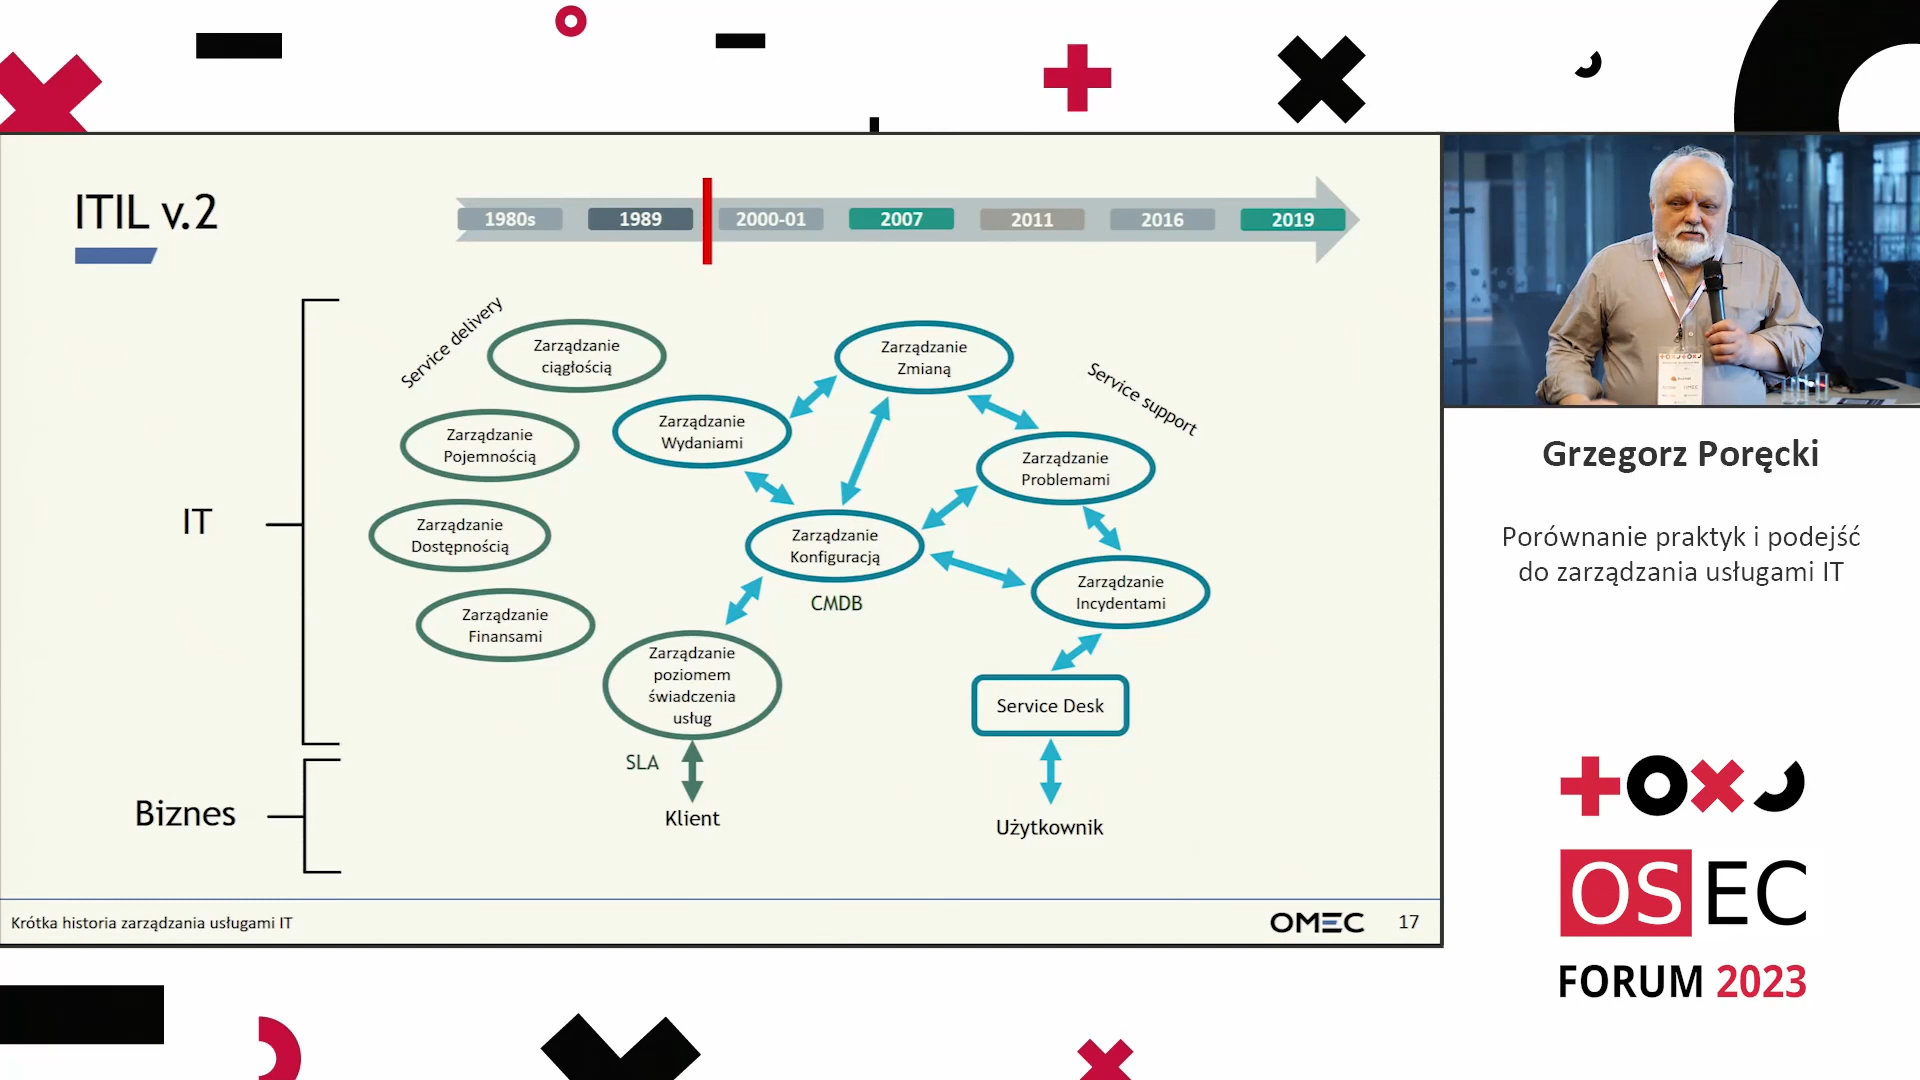 ITIL v.2
1980s
1989
2000-01
2007
2011
2016
2019
Service delivery
Zarządzanie
ciągłością
Zarządzanie
Zmianą
Service support
Zarządzanie
Wydaniami
Zarządzanie
Pojemnością
Zarządzanie
Problemami
IT
Zarządzanie
Dostępnością
Zarządzanie
Konfiguracją
CMDB
Zarządzanie
Incydentami
Zarządzanie
Finansami
Zarządzanie
poziomem
świadczenia
usług
Service Desk
SLA
Biznes
Klient
Użytkownik
Krótka historia zarządzania usługami IT
OMEC
17
Grzegorz Poręcki
Porównanie praktyk i podejść
do zarządzania usługami IT
OSEC
FORUM 2023